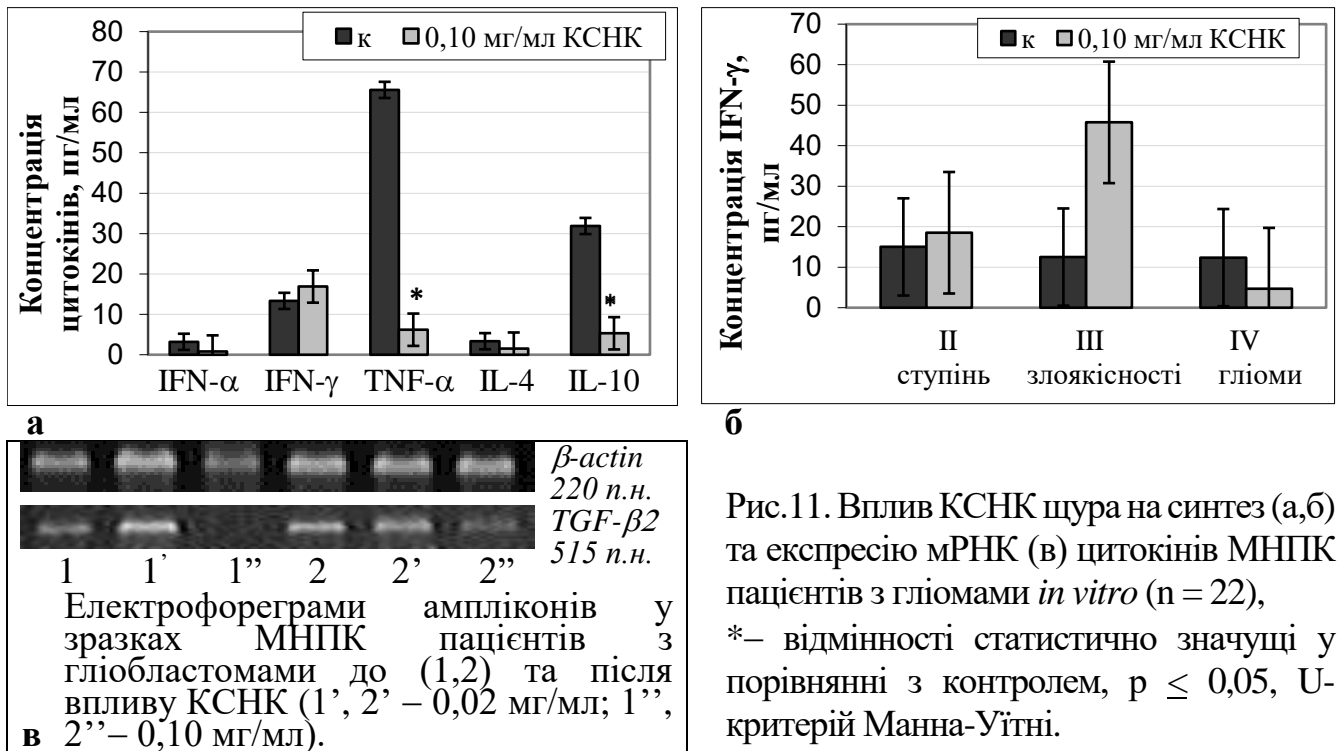 80
70
60
50
40
30
20
10
0
Концентрація
цитокінів, пг/мл
к 0,10 мг/мл КСНК
*
*
IFN-α IFN-γ TNF-α IL-4 IL-10
а
70
60
50
40
30
20
10
0
Концентрація IFN-γ,
пг/мл
к 0,10 мг/мл КСНК
II III IV
ступінь злоякісності гліоми
б
β-actin
220 п.н.
TGF-β2
515 п.н.
1 1’ 1” 2 2’ 2”
Електрофореграми ампліконів у
зразках МНПК пацієнтів з
гліобластомами до (1,2) та після
впливу КСНК (1’, 2’ – 0,02 мг/мл; 1’’,
в 2’’– 0,10 мг/мл).
Рис.11. Вплив КСНК щура на синтез (а,б)
та експресію мРНК (в) цитокінів МНПК
пацієнтів з гліомами in vitro (n = 22),
*– відмінності статистично значущі у
порівнянні з контролем, p ≤ 0,05, U-
критерій Манна-Уїтні.